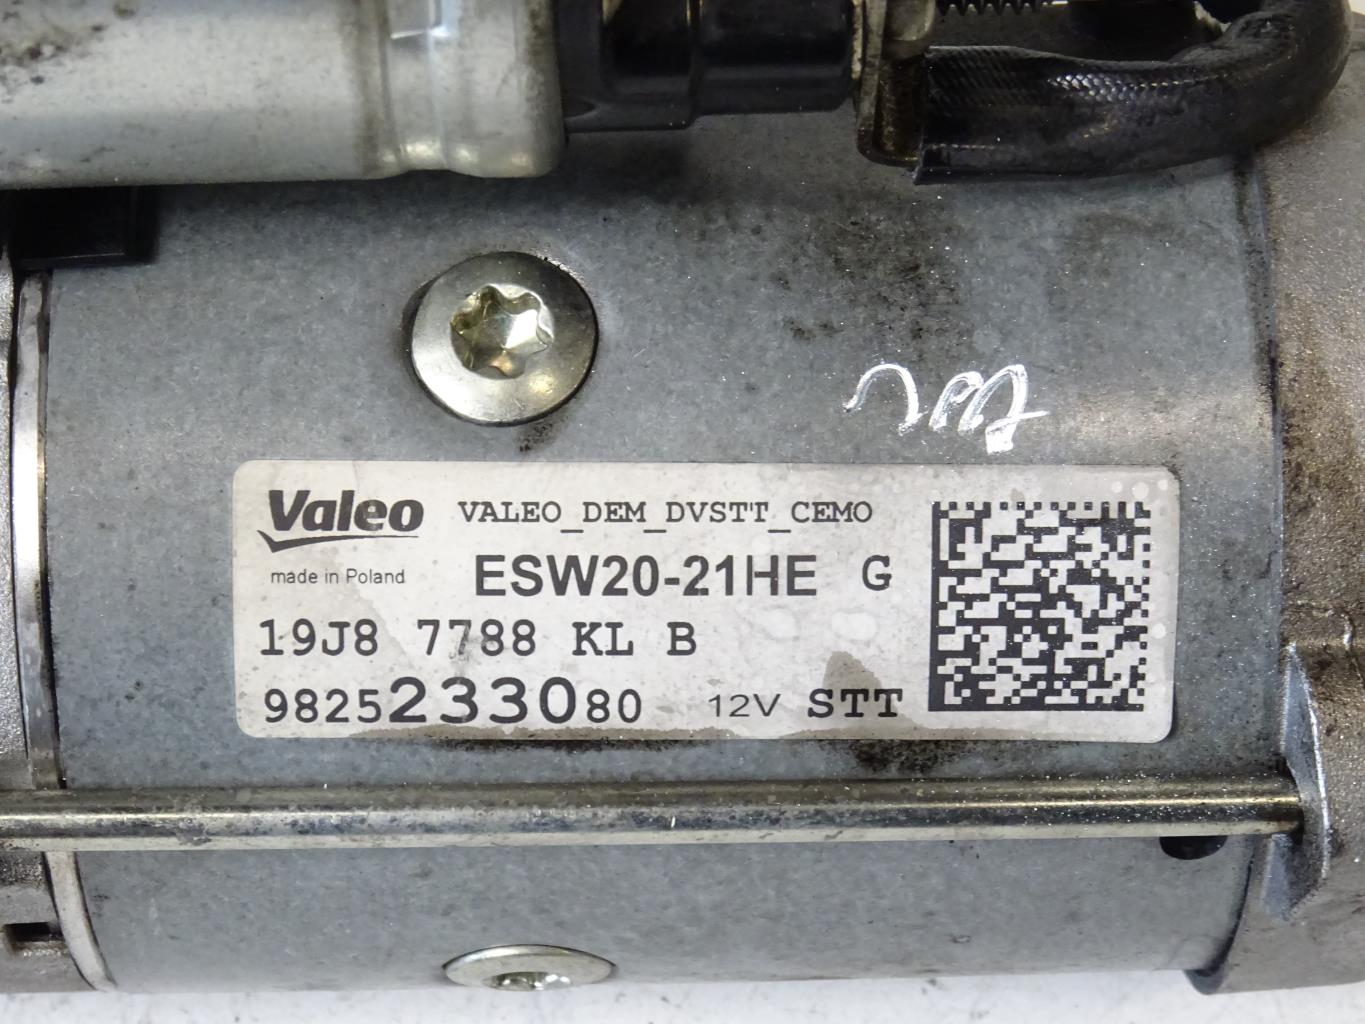 Valeo VALEO_DEM_DVSTT_CEMO
made in Poland ESW20-21HE G
19J8 7788 KL B
9825233080 12V STT